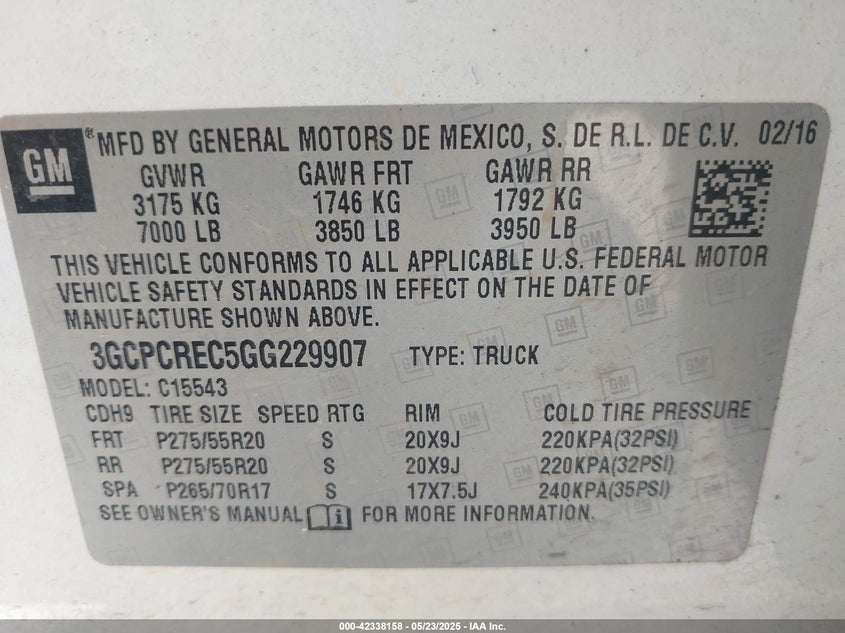 GM ® MFD BY GENERAL MOTORS DE MEXICO, S. DE R.L. DE C.V. 02/16
GVWR GAWR FRT GAWR RR
3175 KG 1746 KG 1792 KG
7000 LB 3850 LB 3950 LB
THIS VEHICLE CONFORMS TO ALL APPLICABLE U.S. FEDERAL MOTOR
VEHICLE SAFETY STANDARDS IN EFFECT ON THE DATE OF
MANUFACTURE SHOWN ABOVE.
3GCPCREC5GG229907 TYPE: TRUCK
MODEL: C15543
CDH9 TIRE SIZE SPEED RTG RIM COLD TIRE PRESSURE
FRT P275/55R20 S 20X9J 220KPA(32PSI)
RR P275/55R20 S 20X9J 220KPA(32PSI)
SPA P265/70R17 S 17X7.5J 240KPA(35PSI)
SEE OWNER'S MANUAL i FOR MORE INFORMATION.
000-42338158 - 05/23/2025 - IAA Inc.